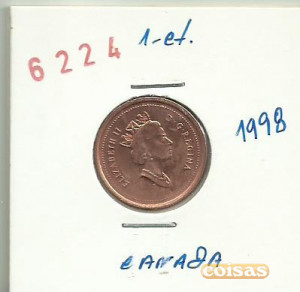 1-ct.
6224
1998
ELIZABETH II D·G·REGINA
CANADA
coisas